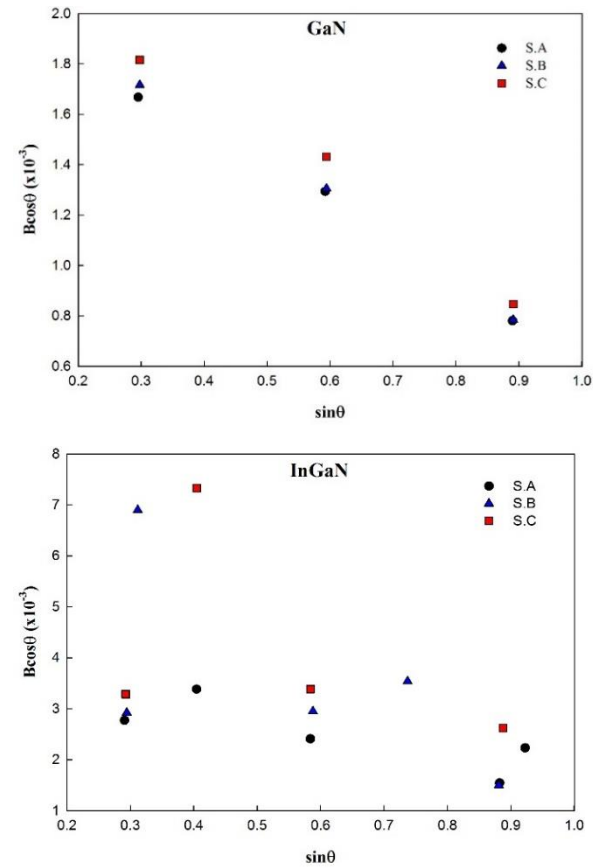 GaN
S.A
S.B
S.C
2.0
1.8
1.6
1.4
1.2
1.0
0.8
0.6
Bcosθ (x10⁻³)
0.2 0.3 0.4 0.5 0.6 0.7 0.8 0.9 1.0
sinθ
InGaN
S.A
S.B
S.C
8
7
6
5
4
3
2
1
Bcosθ (x10⁻³)
0.2 0.3 0.4 0.5 0.6 0.7 0.8 0.9 1.0
sinθ